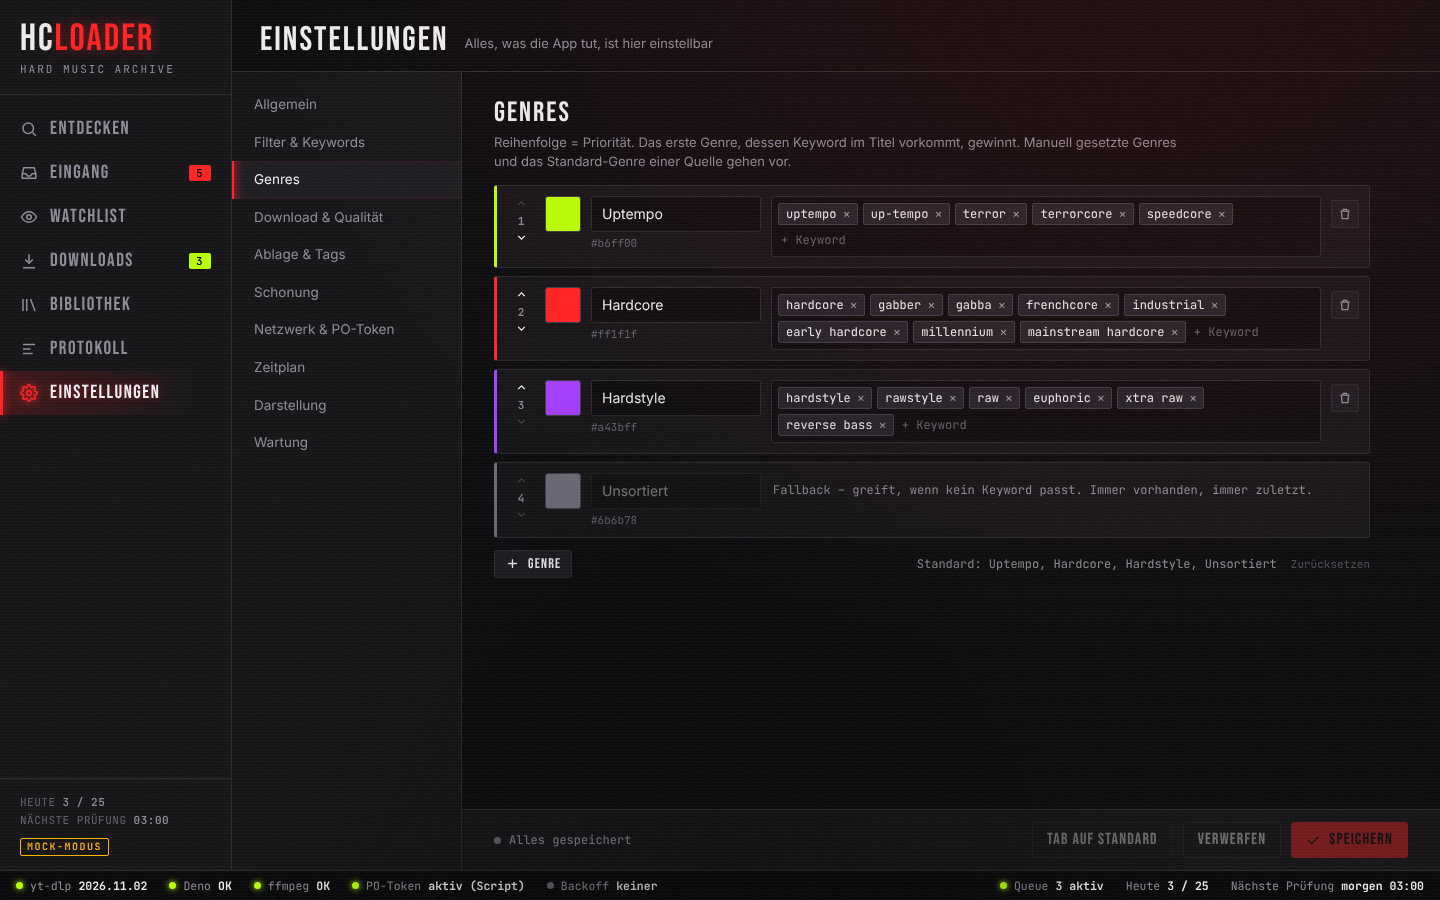 HCLOADER
HARD MUSIC ARCHIVE
ENTDECKEN
EINGANG 5
WATCHLIST
DOWNLOADS 3
BIBLIOTHEK
PROTOKOLL
EINSTELLUNGEN
HEUTE 3 / 25
NÄCHSTE PRÜFUNG 03:00
MOCK-MODUS
EINSTELLUNGEN Alles, was die App tut, ist hier einstellbar
Allgemein
Filter & Keywords
Genres
Download & Qualität
Ablage & Tags
Schonung
Netzwerk & PO-Token
Zeitplan
Darstellung
Wartung
GENRES
Reihenfolge = Priorität. Das erste Genre, dessen Keyword im Titel vorkommt, gewinnt. Manuell gesetzte Genres
und das Standard-Genre einer Quelle gehen vor.
1 Uptempo uptempo × up-tempo × terror × terrorcore × speedcore ×
#b6ff00 + Keyword
2 Hardcore hardcore × gabber × gabba × frenchcore × industrial ×
#ff1f1f early hardcore × millennium × mainstream hardcore × + Keyword
3 Hardstyle hardstyle × rawstyle × raw × euphoric × xtra raw ×
#a43bff reverse bass × + Keyword
4 Unsortiert Fallback – greift, wenn kein Keyword passt. Immer vorhanden, immer zuletzt.
#6b6b78
+ GENRE Standard: Uptempo, Hardcore, Hardstyle, Unsortiert Zurücksetzen
Alles gespeichert TAB AUF STANDARD VERWERFEN SPEICHERN
yt-dlp 2026.11.02 Deno OK ffmpeg OK PO-Token aktiv (Script) Backoff keiner Queue 3 aktiv Heute 3 / 25 Nächste Prüfung morgen 03:00